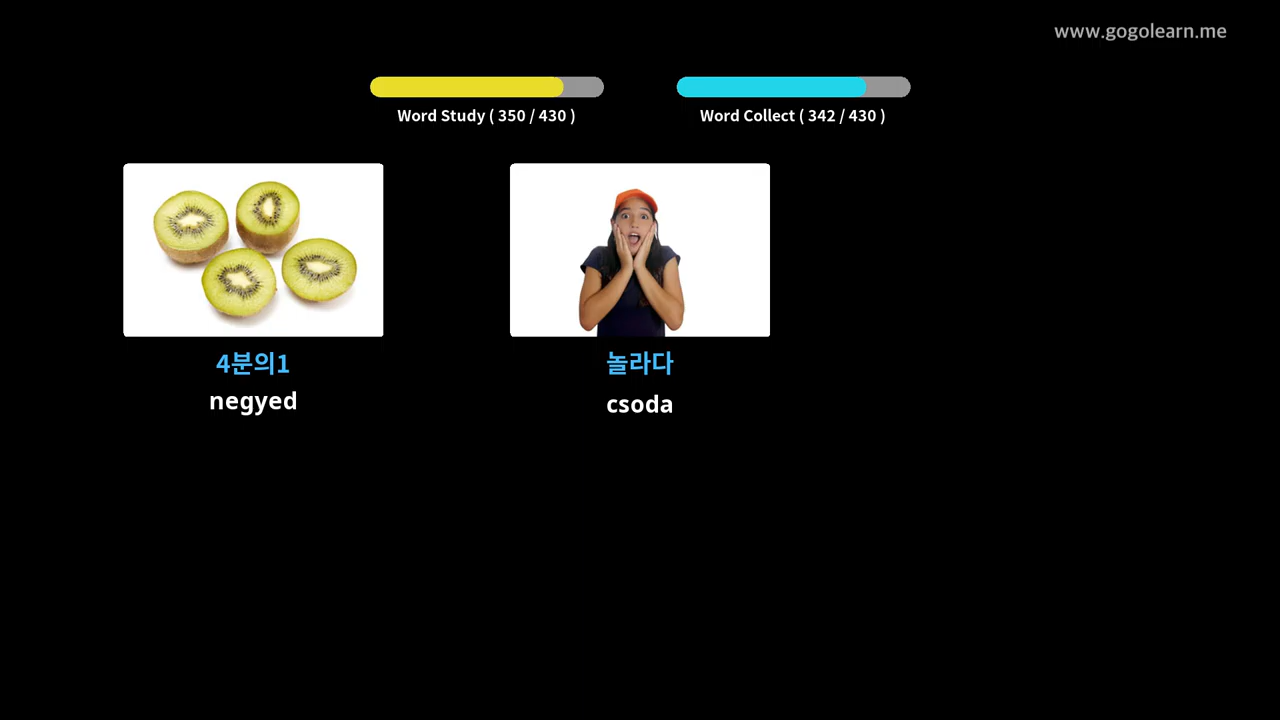 www.gogolearn.me
Word Study ( 350 / 430 )
Word Collect ( 342 / 430 )
4분의1
negyed
놀라다
csoda